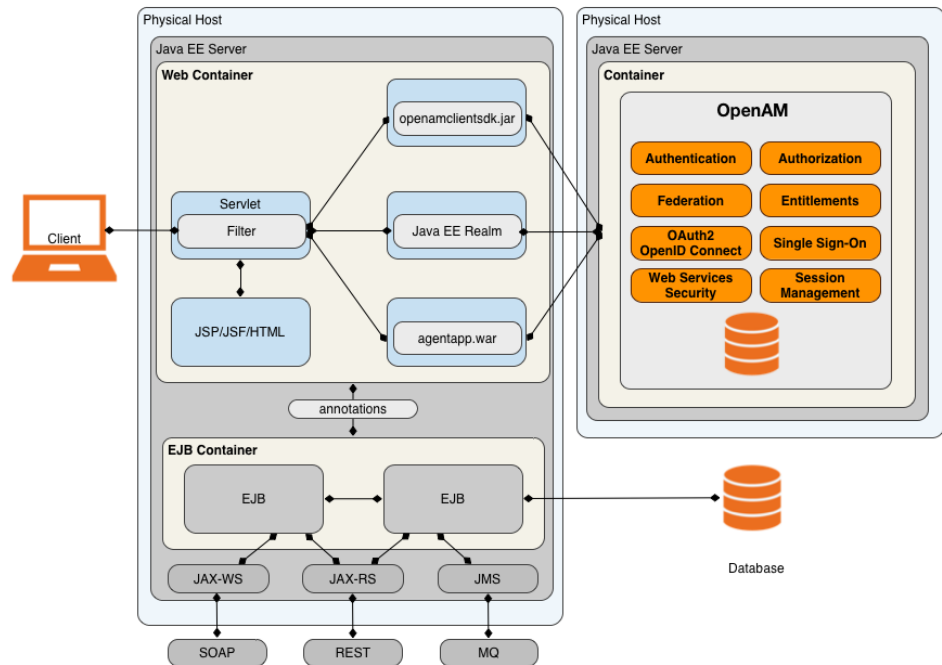 Physical Host
Java EE Server
Web Container
openamclientsdk.jar
Client
Servlet
Filter
Java EE Realm
JSP/JSF/HTML
agentapp.war
annotations
EJB Container
EJB
EJB
JAX-WS
JAX-RS
JMS
SOAP
REST
MQ
Physical Host
Java EE Server
Container
OpenAM
Authentication
Authorization
Federation
Entitlements
OAuth2
OpenID Connect
Single Sign-On
Web Services
Security
Session
Management
Database